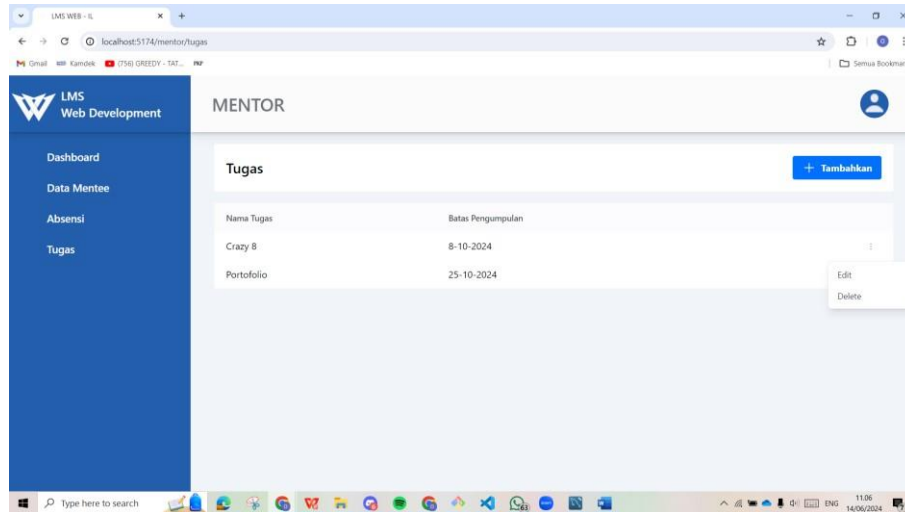 LMS WEB - IL
localhost:5174/mentor/tugas
Gmail Kamdek (756) GREEDY - TAT... Semua Bookmar
LMS
Web Development
MENTOR
Dashboard
Data Mentee
Absensi
Tugas
Tugas
+ Tambahkan
Nama Tugas Batas Pengumpulan
Crazy 8 8-10-2024
Portofolio 25-10-2024
Edit
Delete
Type here to search
ENG
11.06
14/06/2024